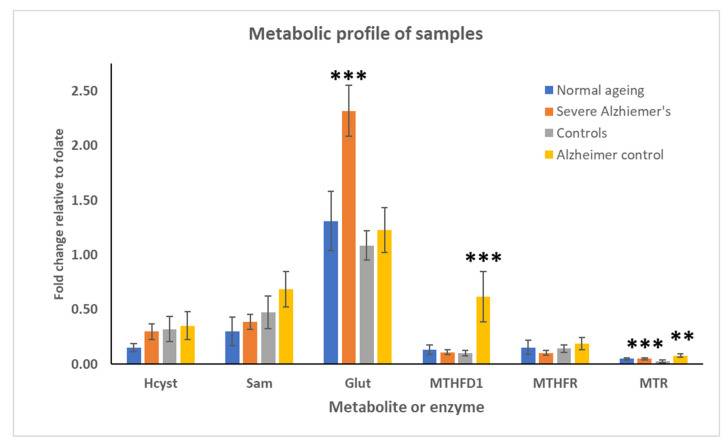 Metabolic profile of samples
Fold change relative to folate
2.50
2.00
1.50
1.00
0.50
0.00
***
***
***
**
Normal ageing
Severe Alzhiemer's
Controls
Alzheimer control
Hcyst
Sam
Glut
MTHFD1
MTHFR
MTR
Metabolite or enzyme